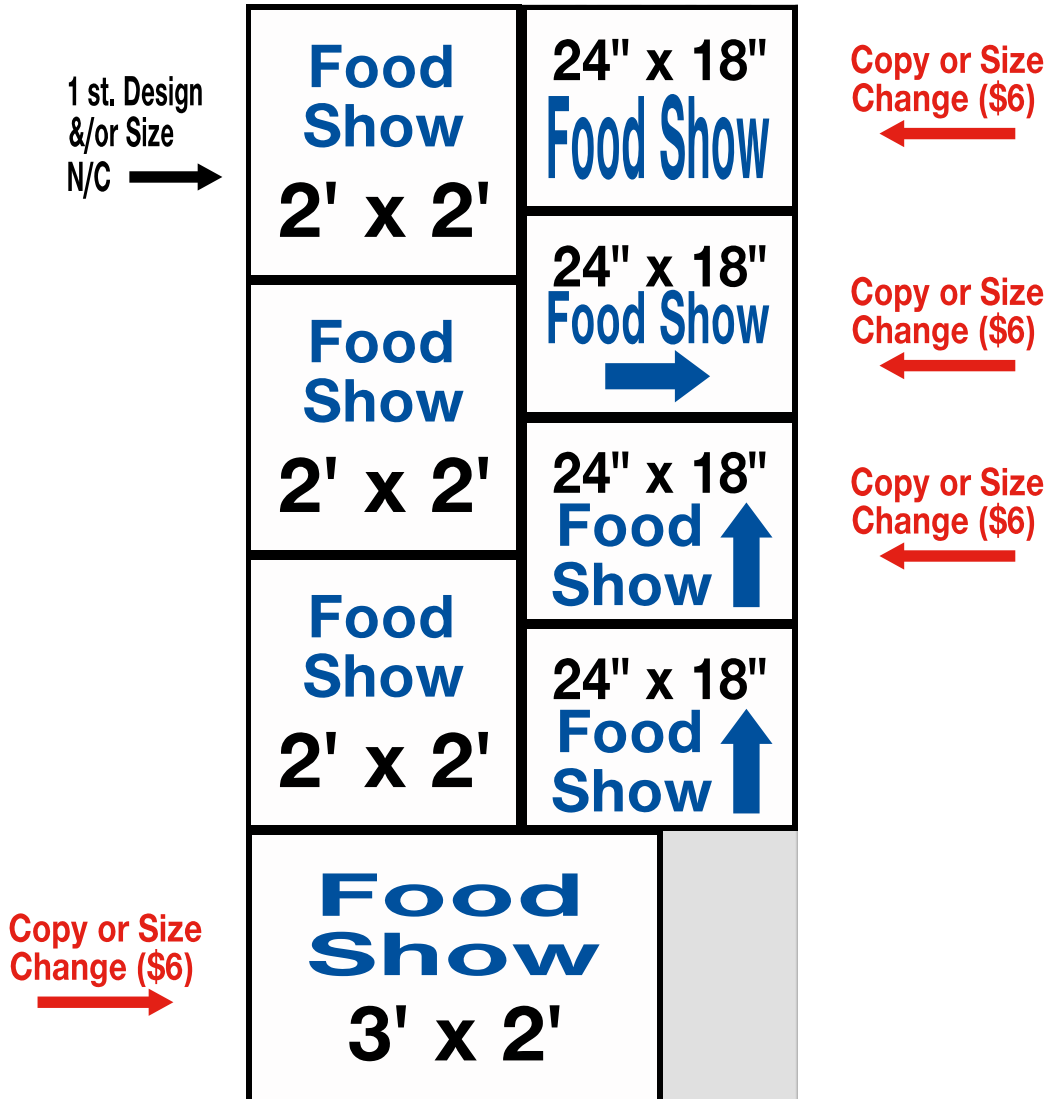 1 st. Design
&/or Size
N/C
Food
Show
2' x 2'
Food
Show
2' x 2'
Food
Show
2' x 2'
24" x 18"
Food Show
24" x 18"
Food Show
24" x 18"
Food
Show
24" x 18"
Food
Show
Copy or Size
Change ($6)
Copy or Size
Change ($6)
Copy or Size
Change ($6)
Copy or Size
Change ($6)
Food
Show
3' x 2'